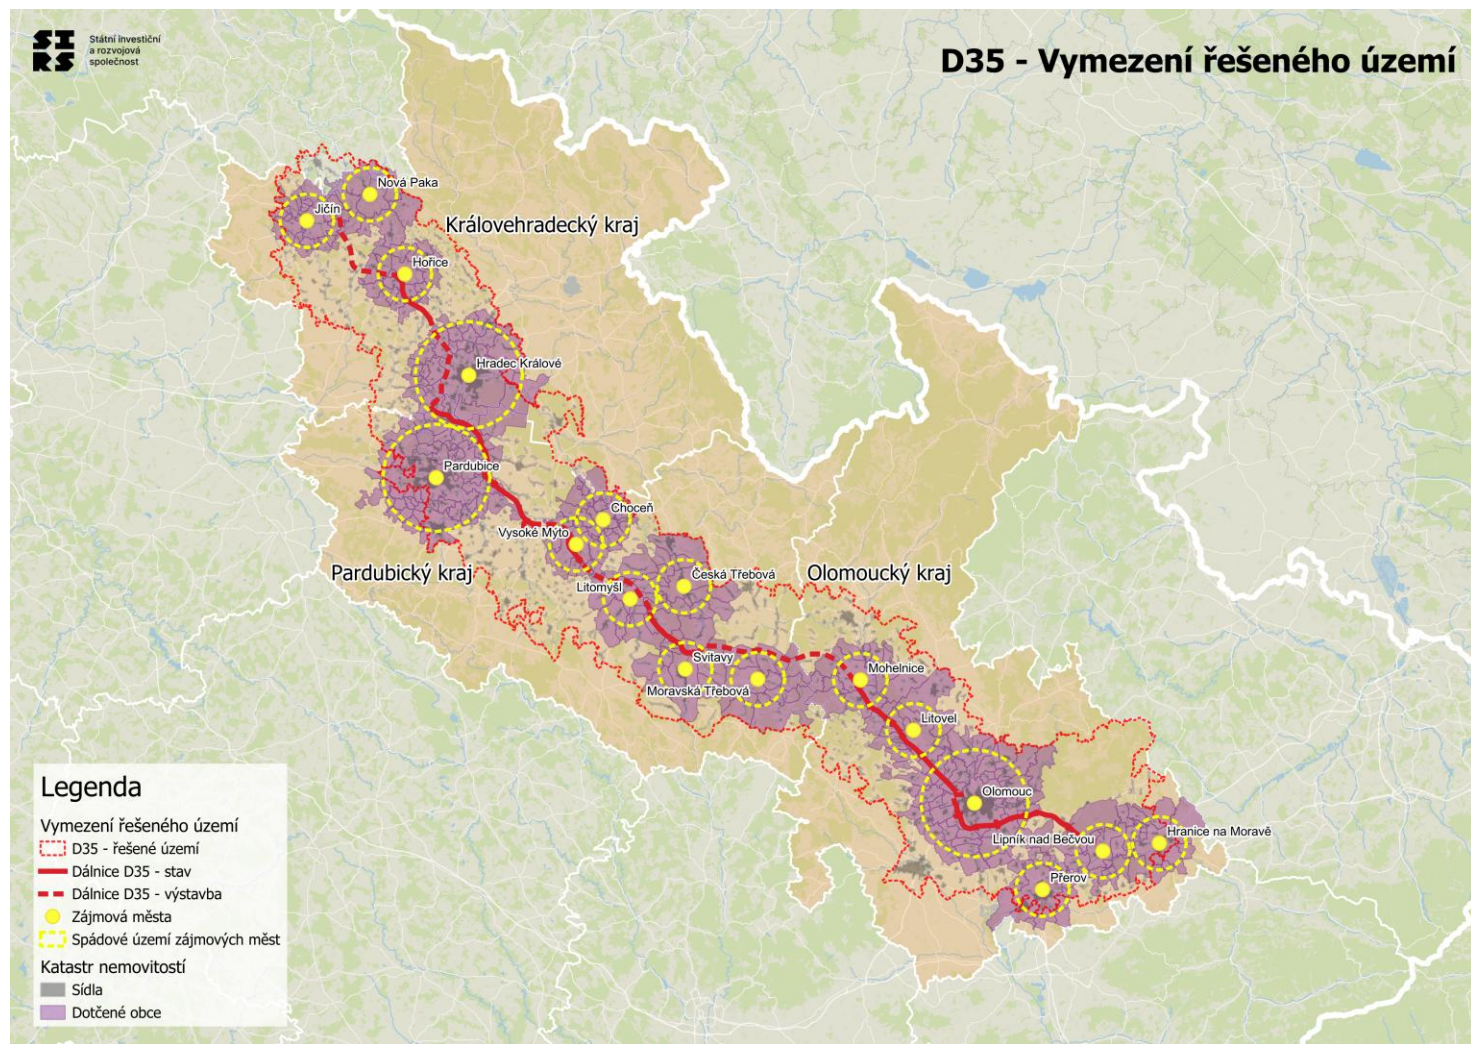 SI
RS
Státní investiční
a rozvojová
společnost
D35 - Vymezení řešeného území
Nová Paka
Jičín
Královehradecký kraj
Hořice
Hradec Králové
Pardubice
Choceň
Vysoké Mýto
Pardubický kraj
Česká Třebová
Olomoucký kraj
Litomyšl
Svitavy
Mohelnice
Moravská Třebová
Litovel
Olomouc
Hranice na Moravě
Lipník nad Bečvou
Přerov
Legenda
Vymezení řešeného území
D35 - řešené území
Dálnice D35 - stav
Dálnice D35 - výstavba
Zájmová města
Spádové území zájmových měst
Katastr nemovitostí
Sídla
Dotčené obce